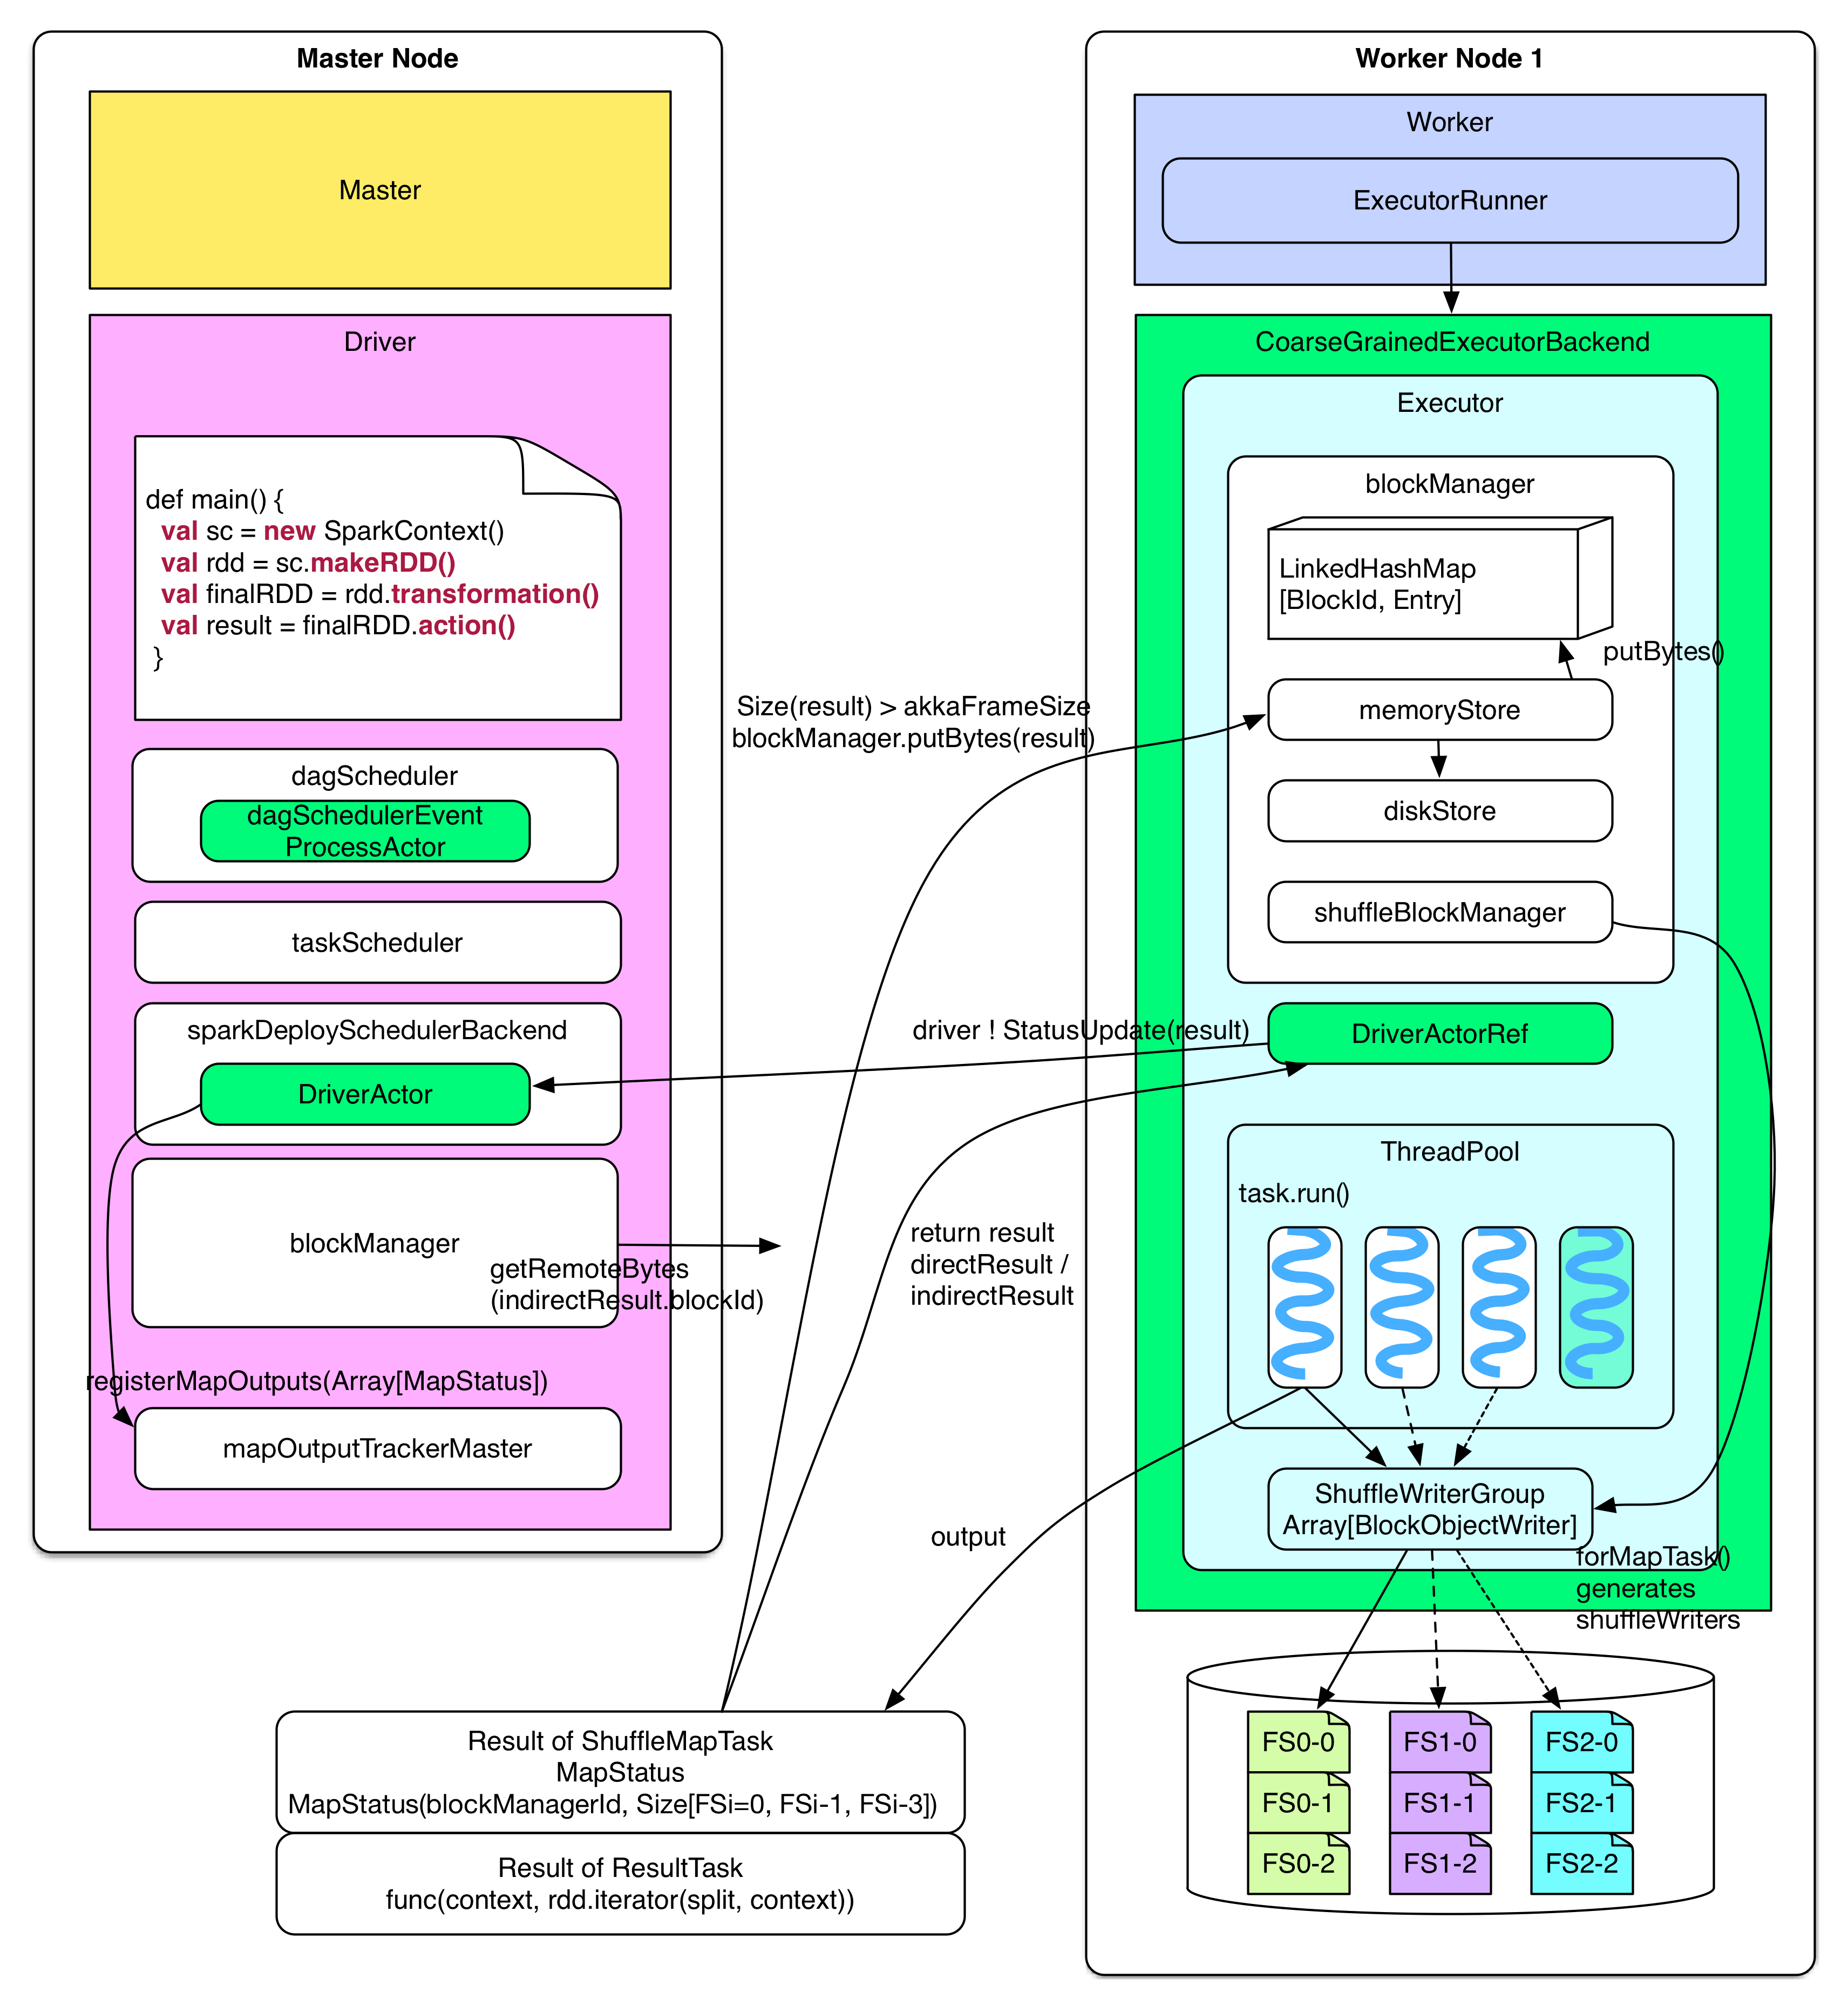 Master Node
Master
Driver
def main() {
val sc = new SparkContext()
val rdd = sc.makeRDD()
val finalRDD = rdd.transformation()
val result = finalRDD.action()
}
dagScheduler
dagSchedulerEvent
ProcessActor
taskScheduler
sparkDeploySchedulerBackend
DriverActor
blockManager
getRemoteBytes
(indirectResult.blockId)
registerMapOutputs(Array[MapStatus])
mapOutputTrackerMaster
Size(result) > akkaFrameSize
blockManager.putBytes(result)
driver ! StatusUpdate(result)
return result
directResult /
indirectResult
output
Result of ShuffleMapTask
MapStatus
MapStatus(blockManagerId, Size[FSi=0, FSi-1, FSi-3])
Result of ResultTask
func(context, rdd.iterator(split, context))
Worker Node 1
Worker
ExecutorRunner
CoarseGrainedExecutorBackend
Executor
blockManager
LinkedHashMap
[BlockId, Entry]
putBytes()
memoryStore
diskStore
shuffleBlockManager
DriverActorRef
ThreadPool
task.run()
ShuffleWriterGroup
Array[BlockObjectWriter]
forMapTask()
generates
shuffleWriters
FS0-0
FS1-0
FS2-0
FS0-1
FS1-1
FS2-1
FS0-2
FS1-2
FS2-2